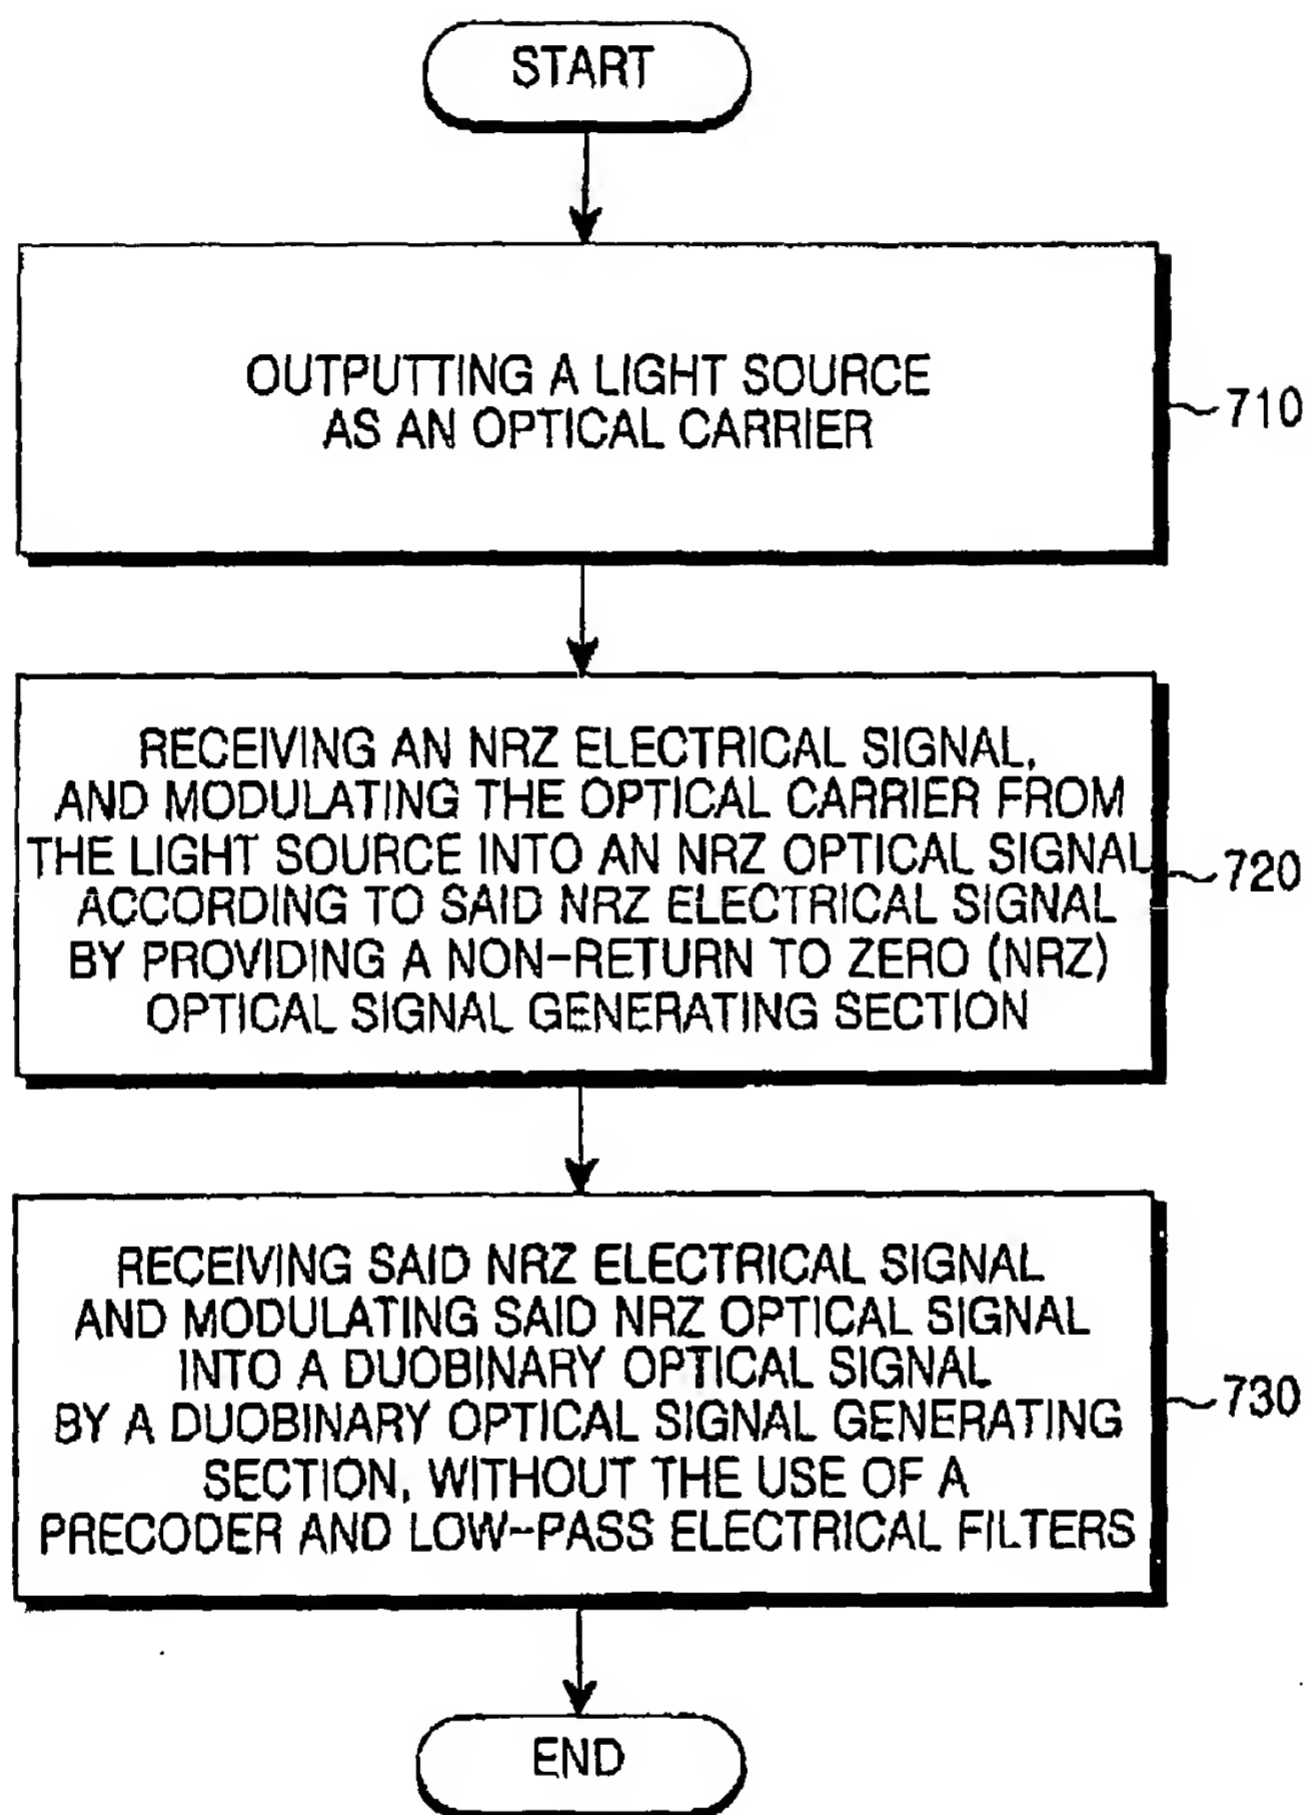 START
OUTPUTTING A LIGHT SOURCE
AS AN OPTICAL CARRIER
710
RECEIVING AN NRZ ELECTRICAL SIGNAL,
AND MODULATING THE OPTICAL CARRIER FROM
THE LIGHT SOURCE INTO AN NRZ OPTICAL SIGNAL
ACCORDING TO SAID NRZ ELECTRICAL SIGNAL
BY PROVIDING A NON-RETURN TO ZERO (NRZ)
OPTICAL SIGNAL GENERATING SECTION
720
RECEIVING SAID NRZ ELECTRICAL SIGNAL
AND MODULATING SAID NRZ OPTICAL SIGNAL
INTO A DUOBINARY OPTICAL SIGNAL
BY A DUOBINARY OPTICAL SIGNAL GENERATING
SECTION, WITHOUT THE USE OF A
PRECODER AND LOW-PASS ELECTRICAL FILTERS
730
END